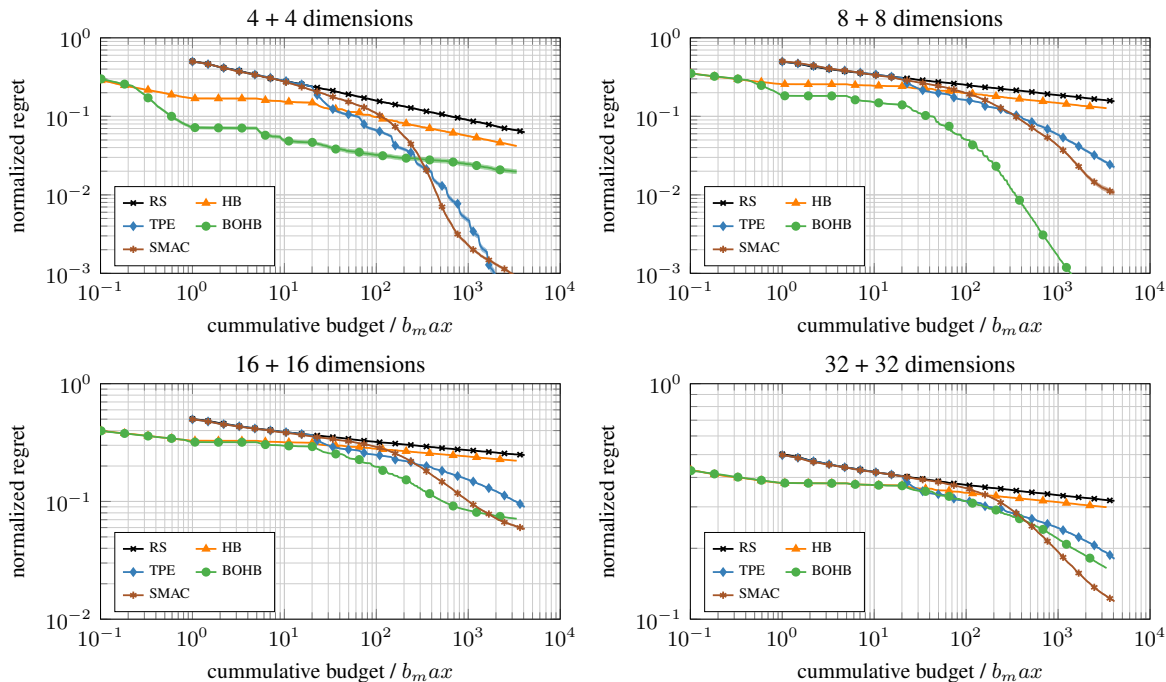 4 + 4 dimensions
10^0
10^−1
10^−2
10^−3
normalized regret
RS
HB
TPE
BOHB
SMAC
10^−1 10^0 10^1 10^2 10^3 10^4
cummulative budget / b_max
8 + 8 dimensions
10^0
10^−1
10^−2
10^−3
normalized regret
RS
HB
TPE
BOHB
SMAC
10^−1 10^0 10^1 10^2 10^3 10^4
cummulative budget / b_max
16 + 16 dimensions
10^0
10^−1
10^−2
normalized regret
RS
HB
TPE
BOHB
SMAC
10^−1 10^0 10^1 10^2 10^3 10^4
cummulative budget / b_max
32 + 32 dimensions
10^0
10^−1
normalized regret
RS
HB
TPE
BOHB
SMAC
10^−1 10^0 10^1 10^2 10^3 10^4
cummulative budget / b_max